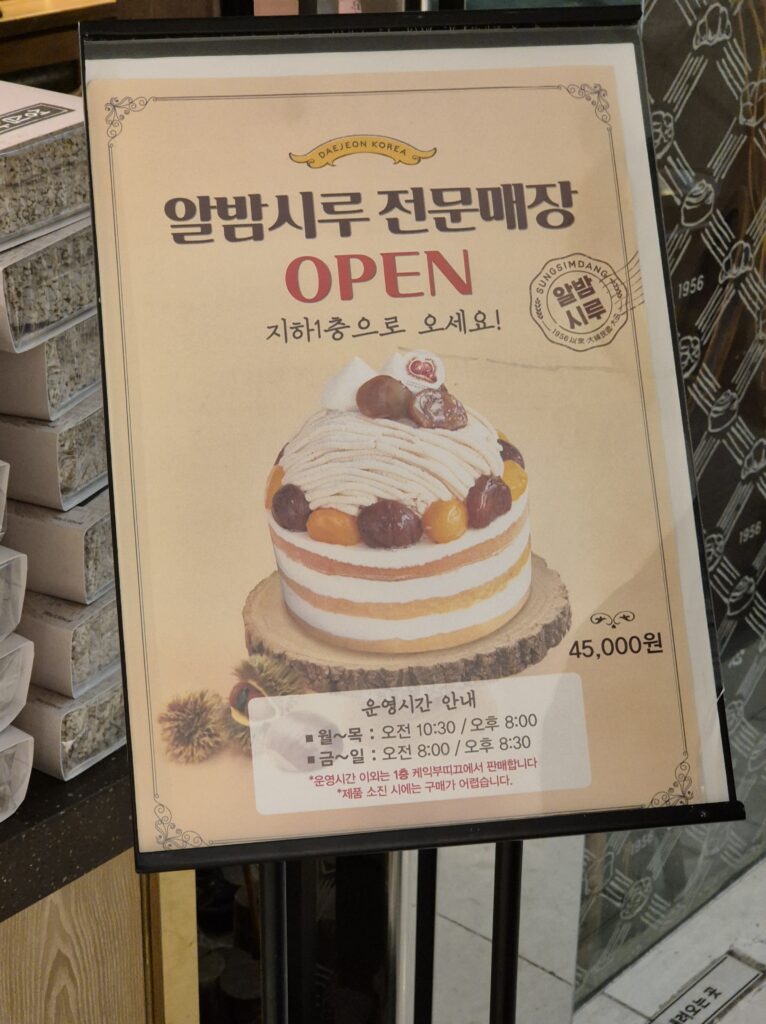 DAEJEON KOREA
알밤시루 전문매장
OPEN
지하1층으로 오세요!
SUNGSIMDANG
알밤
시루
45,000원
운영시간 안내
■ 월~목 : 오전 10:30 / 오후 8:00
■ 금~일 : 오전 8:00 / 오후 8:30
*운영시간 이외는 1층 케익부띠끄에서 판매합니다
*제품 소진 시에는 구매가 어렵습니다.
1956
1956